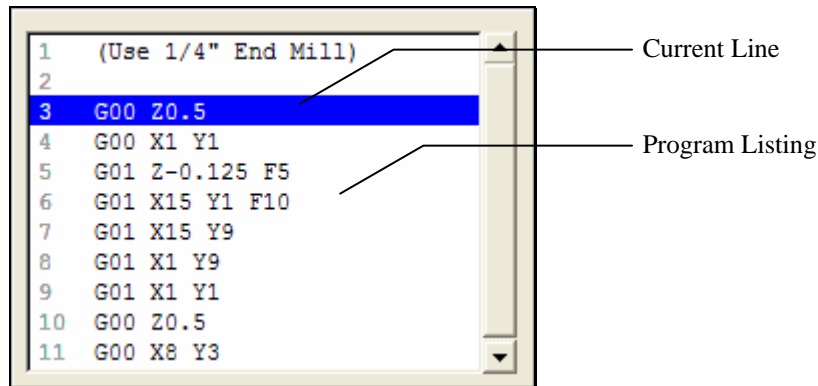 1 (Use 1/4" End Mill)
2
3 G00 Z0.5
4 G00 X1 Y1
5 G01 Z-0.125 F5
6 G01 X15 Y1 F10
7 G01 X15 Y9
8 G01 X1 Y9
9 G01 X1 Y1
10 G00 Z0.5
11 G00 X8 Y3
Current Line
Program Listing